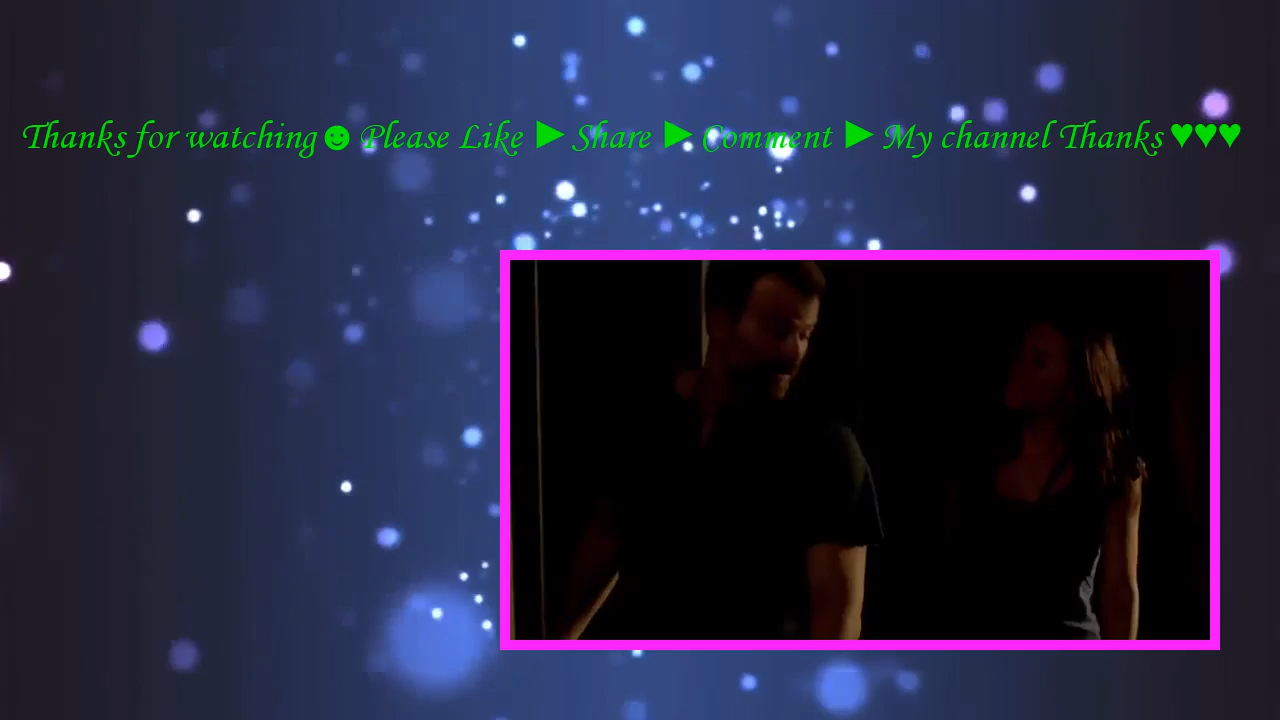 Thanks for watching☻Please Like ► Share ► Comment ► My channel Thanks ♥♥♥